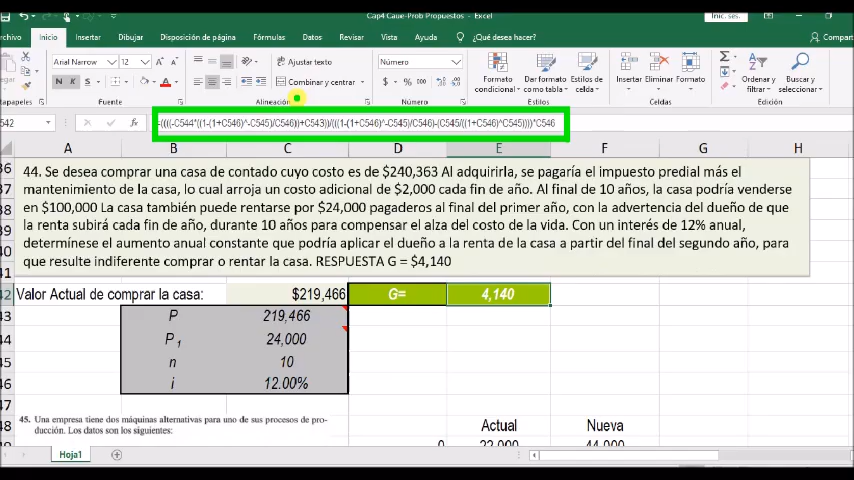 Cap4 Caue-Prob Propuestos - Excel
Inic. ses.
Inicio Insertar Dibujar Disposición de página Fórmulas Datos Revisar Vista Ayuda ¿Qué desea hacer?
Arial Narrow 12 Ajustar texto Número
N K S Combinar y centrar $ % 000
Formato condicional Dar formato como tabla Estilos de celda Insertar Eliminar Formato Ordenar y filtrar Buscar y
Fuente Alineación Número Estilos Celdas
-((((-C544*((1-(1+C546)^-C545)/C546))+C543))/(((1-(1+C546)^-C545)/C546)-(C545/((1+C546)^C545))))*C546
A B C D E F G H
44. Se desea comprar una casa de contado cuyo costo es de $240,363 Al adquirirla, se pagaría el impuesto predial más el
mantenimiento de la casa, lo cual arroja un costo adicional de $2,000 cada fin de año. Al final de 10 años, la casa podría venderse
en $100,000 La casa también puede rentarse por $24,000 pagaderos al final del primer año, con la advertencia del dueño de que
la renta subirá cada fin de año, durante 10 años para compensar el alza del costo de la vida. Con un interés de 12% anual,
determínese el aumento anual constante que podría aplicar el dueño a la renta de la casa a partir del final del segundo año, para
que resulte indiferente comprar o rentar la casa. RESPUESTA G = $4,140
Valor Actual de comprar la casa: $219,466 G= 4,140
P 219,466
P 1 24,000
n 10
i 12.00%
45. Una empresa tiene dos máquinas alternativas para uno de sus procesos de pro-
ducción. Los datos son los siguientes:
Actual Nueva
0 22,000 44,000
Hoja1